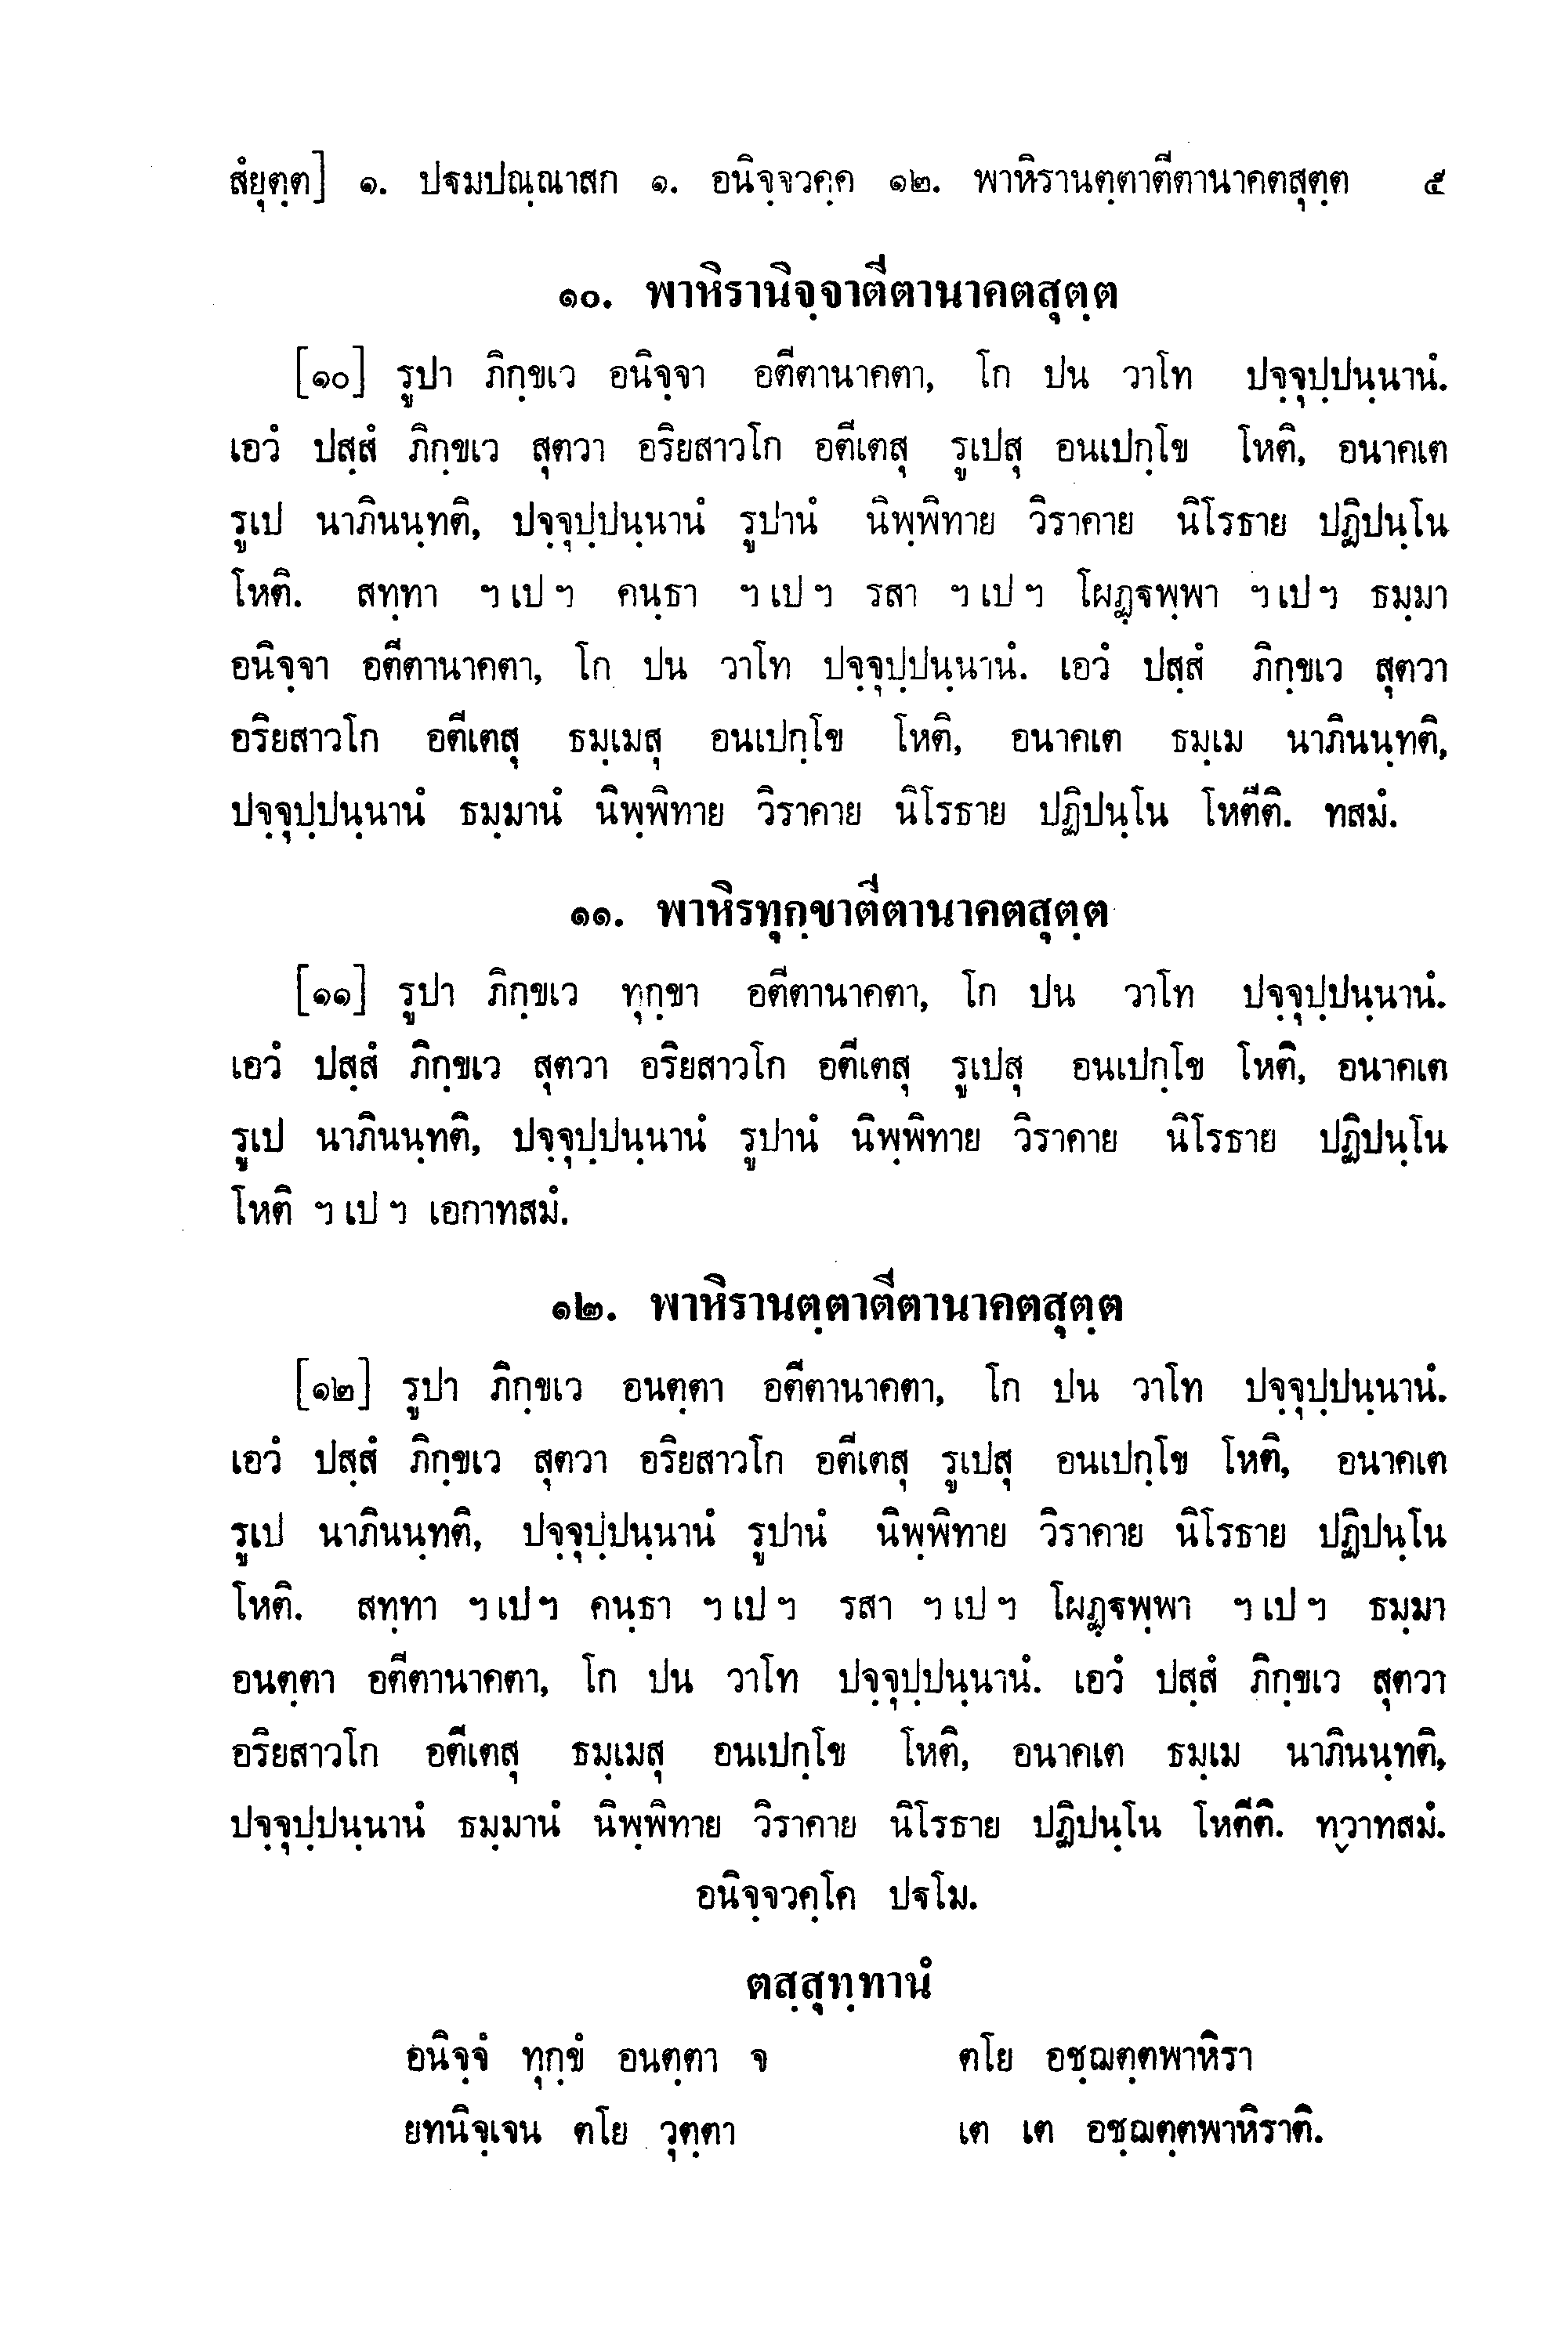 สํยุตฺต] ๑. ปฐมปณฺณาสก ๑. อนิจฺจวคฺค ๑๒. พาหิรานตฺตาตีตานาคตสุตฺต ๕
๑๐. พาหิรานิจฺจาตีตานาคตสุตฺต
[๑๐] รูปา ภิกฺขเว อนิจฺจา อตีตานาคตา, โก ปน วาโท ปจฺจุปฺปนฺนานํ.
เอวํ ปสฺสํ ภิกฺขเว สุตวา อริยสาวโก อตีเตสุ รูเปสุ อนเปกฺโข โหติ, อนาคเต
รูเป นาภินนฺทติ, ปจฺจุปฺปนฺนานํ รูปานํ นิพฺพิทาย วิราคาย นิโรธาย ปฏิปนฺโน
โหติ. สทฺทา ฯ เป ฯ คนฺธา ฯ เป ฯ รสา ฯ เป ฯ โผฏฺฐพฺพา ฯ เป ฯ ธมฺมา
อนิจฺจา อตีตานาคตา, โก ปน วาโท ปจฺจุปฺปนฺนานํ. เอวํ ปสฺสํ ภิกฺขเว สุตวา
อริยสาวโก อตีเตสุ ธมฺเมสุ อนเปกฺโข โหติ, อนาคเต ธมฺเม นาภินนฺทติ,
ปจฺจุปฺปนฺนานํ ธมฺมานํ นิพฺพิทาย วิราคาย นิโรธาย ปฏิปนฺโน โหตีติ. ทสมํ.
๑๑. พาหิรทุกฺขาตีตานาคตสุตฺต
[๑๑] รูปา ภิกฺขเว ทุกฺขา อตีตานาคตา, โก ปน วาโท ปจฺจุปฺปนฺนานํ.
เอวํ ปสฺสํ ภิกฺขเว สุตวา อริยสาวโก อตีเตสุ รูเปสุ อนเปกฺโข โหติ, อนาคเต
รูเป นาภินนฺทติ, ปจฺจุปฺปนฺนานํ รูปานํ นิพฺพิทาย วิราคาย นิโรธาย ปฏิปนฺโน
โหติ ฯ เป ฯ เอกาทสมํ.
๑๒. พาหิรานตฺตาตีตานาคตสุตฺต
[๑๒] รูปา ภิกฺขเว อนตฺตา อตีตานาคตา, โก ปน วาโท ปจฺจุปฺปนฺนานํ.
เอวํ ปสฺสํ ภิกฺขเว สุตวา อริยสาวโก อตีเตสุ รูเปสุ อนเปกฺโข โหติ, อนาคเต
รูเป นาภินนฺทติ, ปจฺจุปฺปนฺนานํ รูปานํ นิพฺพิทาย วิราคาย นิโรธาย ปฏิปนฺโน
โหติ. สทฺทา ฯ เป ฯ คนฺธา ฯ เป ฯ รสา ฯ เป ฯ โผฏฺฐพฺพา ฯ เป ฯ ธมฺมา
อนตฺตา อตีตานาคตา, โก ปน วาโท ปจฺจุปฺปนฺนานํ. เอวํ ปสฺสํ ภิกฺขเว สุตวา
อริยสาวโก อตีเตสุ ธมฺเมสุ อนเปกฺโข โหติ, อนาคเต ธมฺเม นาภินนฺทติ,
ปจฺจุปฺปนฺนานํ ธมฺมานํ นิพฺพิทาย วิราคาย นิโรธาย ปฏิปนฺโน โหตีติ. ทฺวาทสมํ.
อนิจฺจวคฺโค ปฐโม.
ตสฺสุทฺทานํ
อนิจฺจํ ทุกฺขํ อนตฺตา จ ตโย อชฺฌตฺตพาหิรา
ยทนิจฺเจน ตโย วุตฺตา เต เต อชฺฌตฺตพาหิราติ.